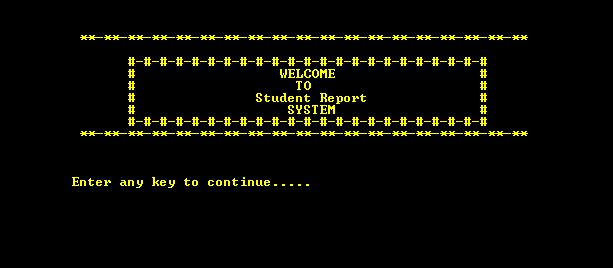 **-**-**-**-**-**-**-**-**-**-**-**-**-**-**-**-**-**-**
#-#-#-#-#-#-#-#-#-#-#-#-#-#-#-#-#-#-#-#-#-#-#
# WELCOME #
# TO #
# Student Report #
# SYSTEM #
#-#-#-#-#-#-#-#-#-#-#-#-#-#-#-#-#-#-#-#-#-#-#
**-**-**-**-**-**-**-**-**-**-**-**-**-**-**-**-**-**-**
Enter any key to continue.....